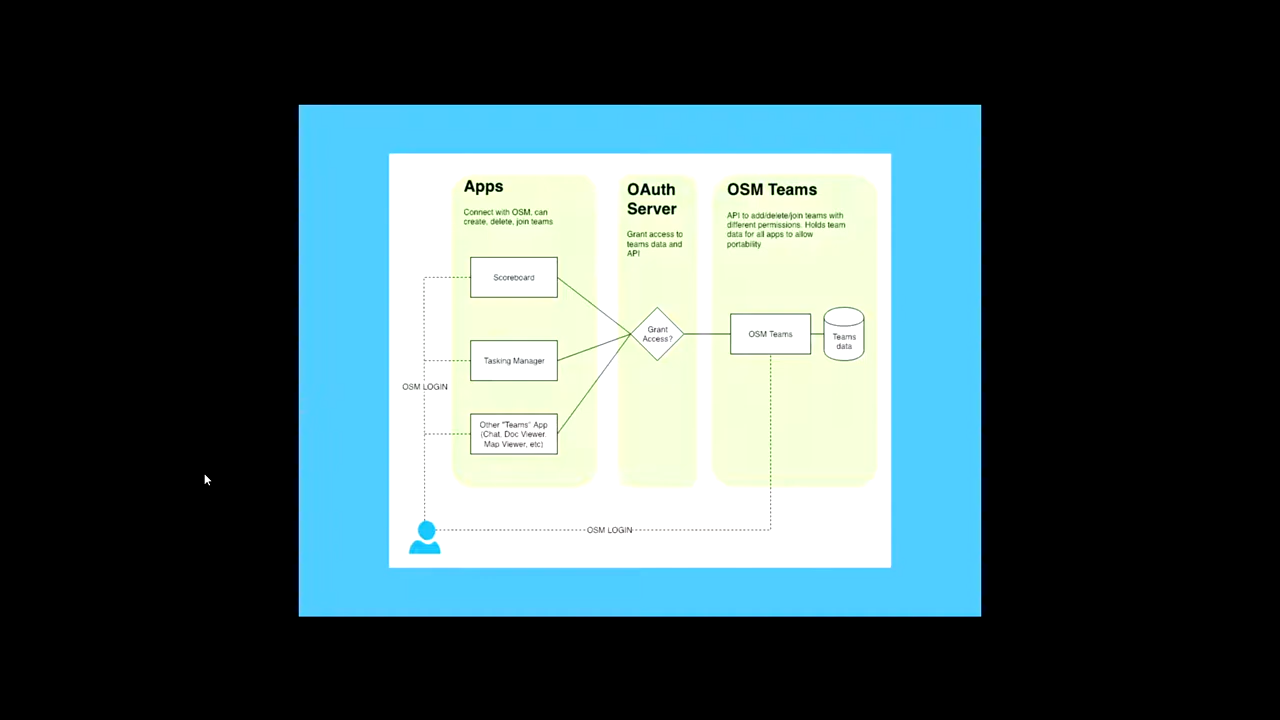 Apps
Connect with OSM, can
create, delete, join teams
Scoreboard
Tasking Manager
OSM LOGIN
Other "Teams" App
(Chat, Doc Viewer,
Map Viewer, etc)
OAuth
Server
Grant access to
teams data and
API
Grant
Access?
OSM Teams
API to add/delete/join teams with
different permissions. Holds team
data for all apps to allow
portability
OSM Teams
Teams
data
OSM LOGIN